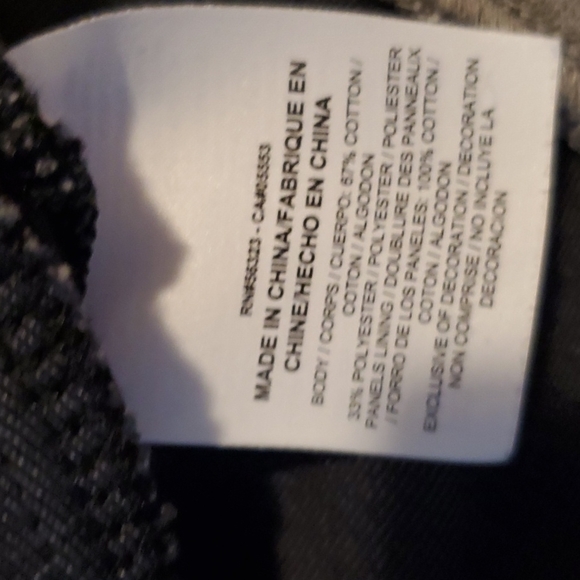 RN#56323 - CA#05553
MADE IN CHINA/FABRIQUE EN
CHINE/HECHO EN CHINA
BODY / CORPS / CUERPO: 67% COTTON /
COTON / ALGODON
33% POLYESTER / POLYESTER / POLIESTER
PANELS LINING / DOUBLURE DES PANNEAUX
/ FORRO DE LOS PANELES: 100% COTTON /
COTON / ALGODON
EXCLUSIVE OF DECORATION / DECORATION
NON COMPRISE / NO INCLUYE LA
DECORACION